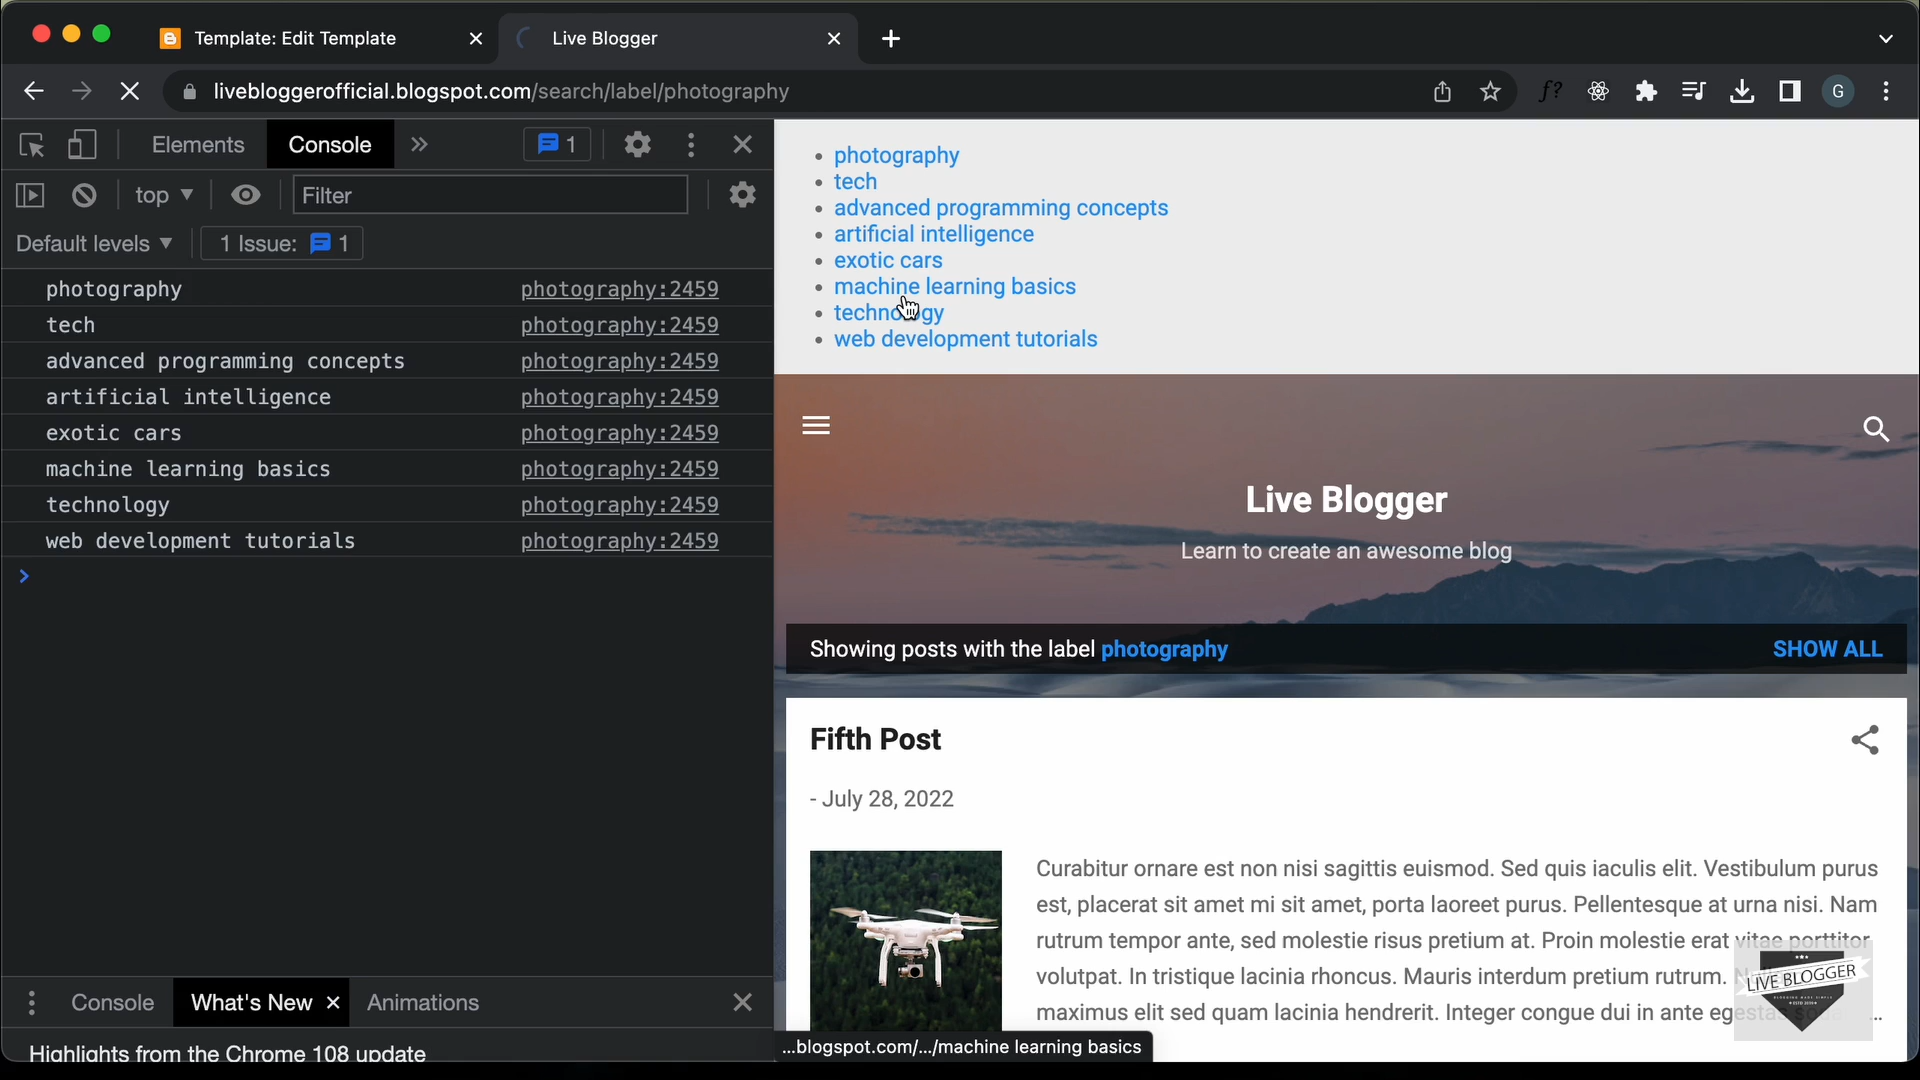 Template: Edit Template
Live Blogger
livebloggerofficial.blogspot.com/search/label/photography
f?
G
Elements
Console
1
top
Filter
Default levels
1 Issue: 1
photography photography:2459
tech photography:2459
advanced programming concepts photography:2459
artificial intelligence photography:2459
exotic cars photography:2459
machine learning basics photography:2459
technology photography:2459
web development tutorials photography:2459
Console
What's New
Animations
Highlights from the Chrome 108 update
photography
tech
advanced programming concepts
artificial intelligence
exotic cars
machine learning basics
technology
web development tutorials
Live Blogger
Learn to create an awesome blog
Showing posts with the label photography
SHOW ALL
Fifth Post
- July 28, 2022
Curabitur ornare est non nisi sagittis euismod. Sed quis iaculis elit. Vestibulum purus
est, placerat sit amet mi sit amet, porta laoreet purus. Pellentesque at urna nisi. Nam
rutrum tempor ante, sed molestie risus pretium at. Proin molestie erat vitae porttitor
volutpat. In tristique lacinia rhoncus. Mauris interdum pretium rutrum.
maximus elit sed quam lacinia hendrerit. Integer congue dui in ante egestas ...
LIVE BLOGGER
...blogspot.com/.../machine learning basics